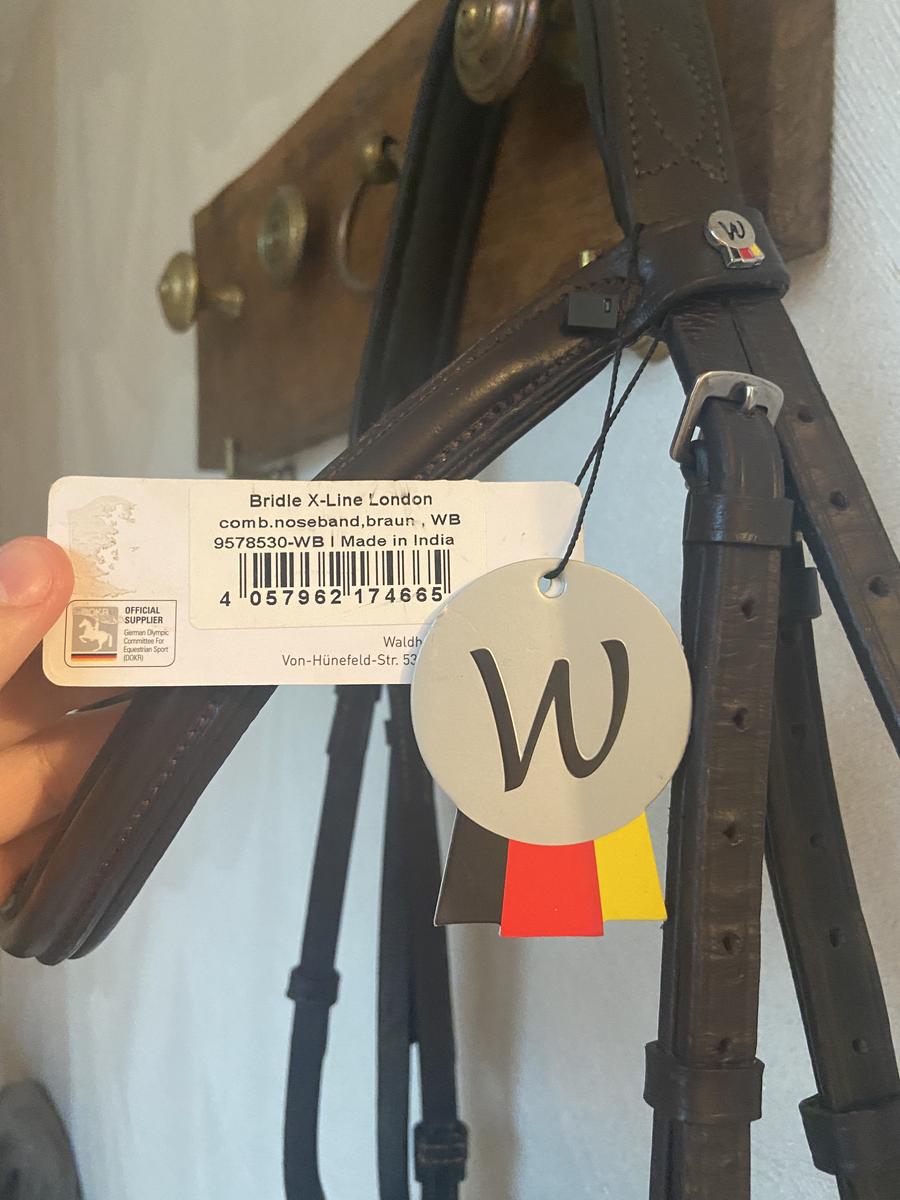 W
Bridle X-Line London
comb.noseband,braun , WB
9578530-WB I Made in India
4 057962 174665
DOKR
OFFICIAL
SUPPLIER
German Olympic
Committee For
Equestrian Sport
(DOKR)
Von-Hünefeld-Str. 53
W